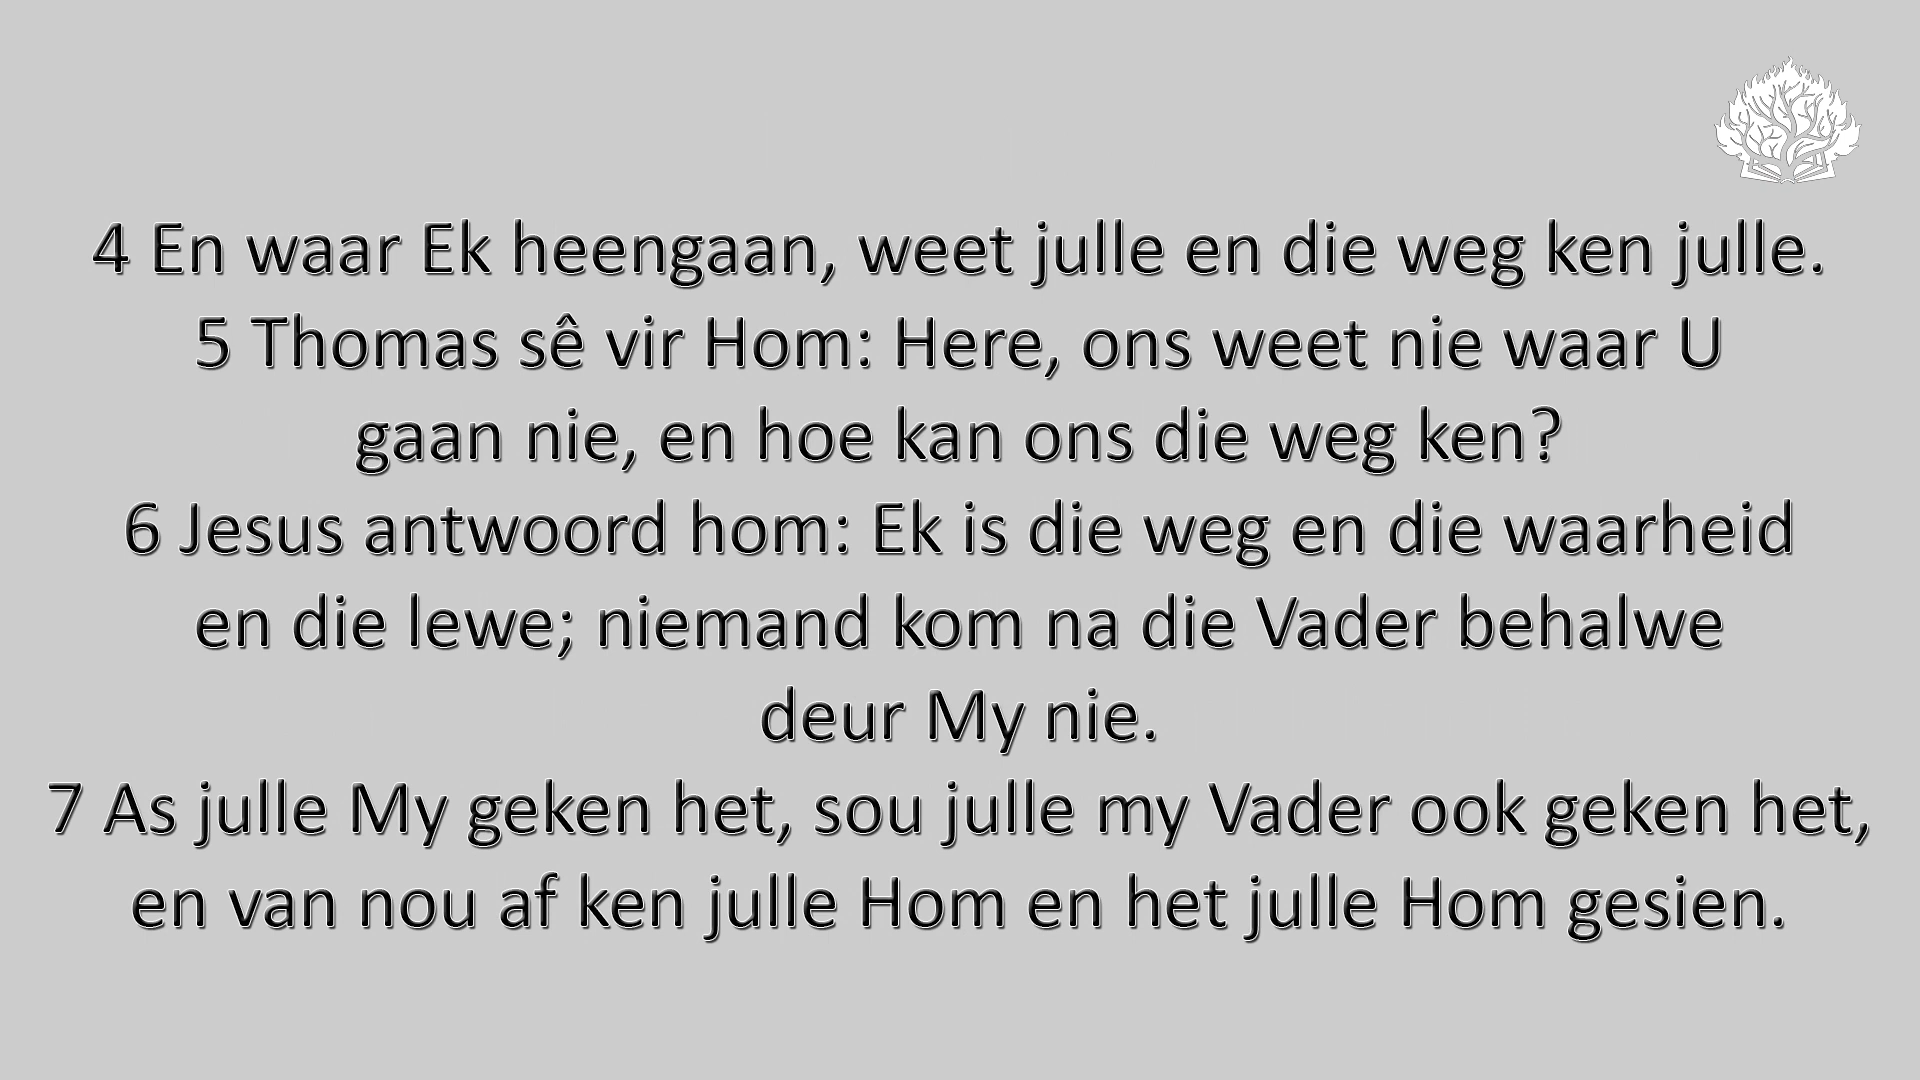 4 En waar Ek heengaan, weet julle en die weg ken julle.
5 Thomas sê vir Hom: Here, ons weet nie waar U
gaan nie, en hoe kan ons die weg ken?
6 Jesus antwoord hom: Ek is die weg en die waarheid
en die lewe; niemand kom na die Vader behalwe
deur My nie.
7 As julle My geken het, sou julle my Vader ook geken het,
en van nou af ken julle Hom en het julle Hom gesien.